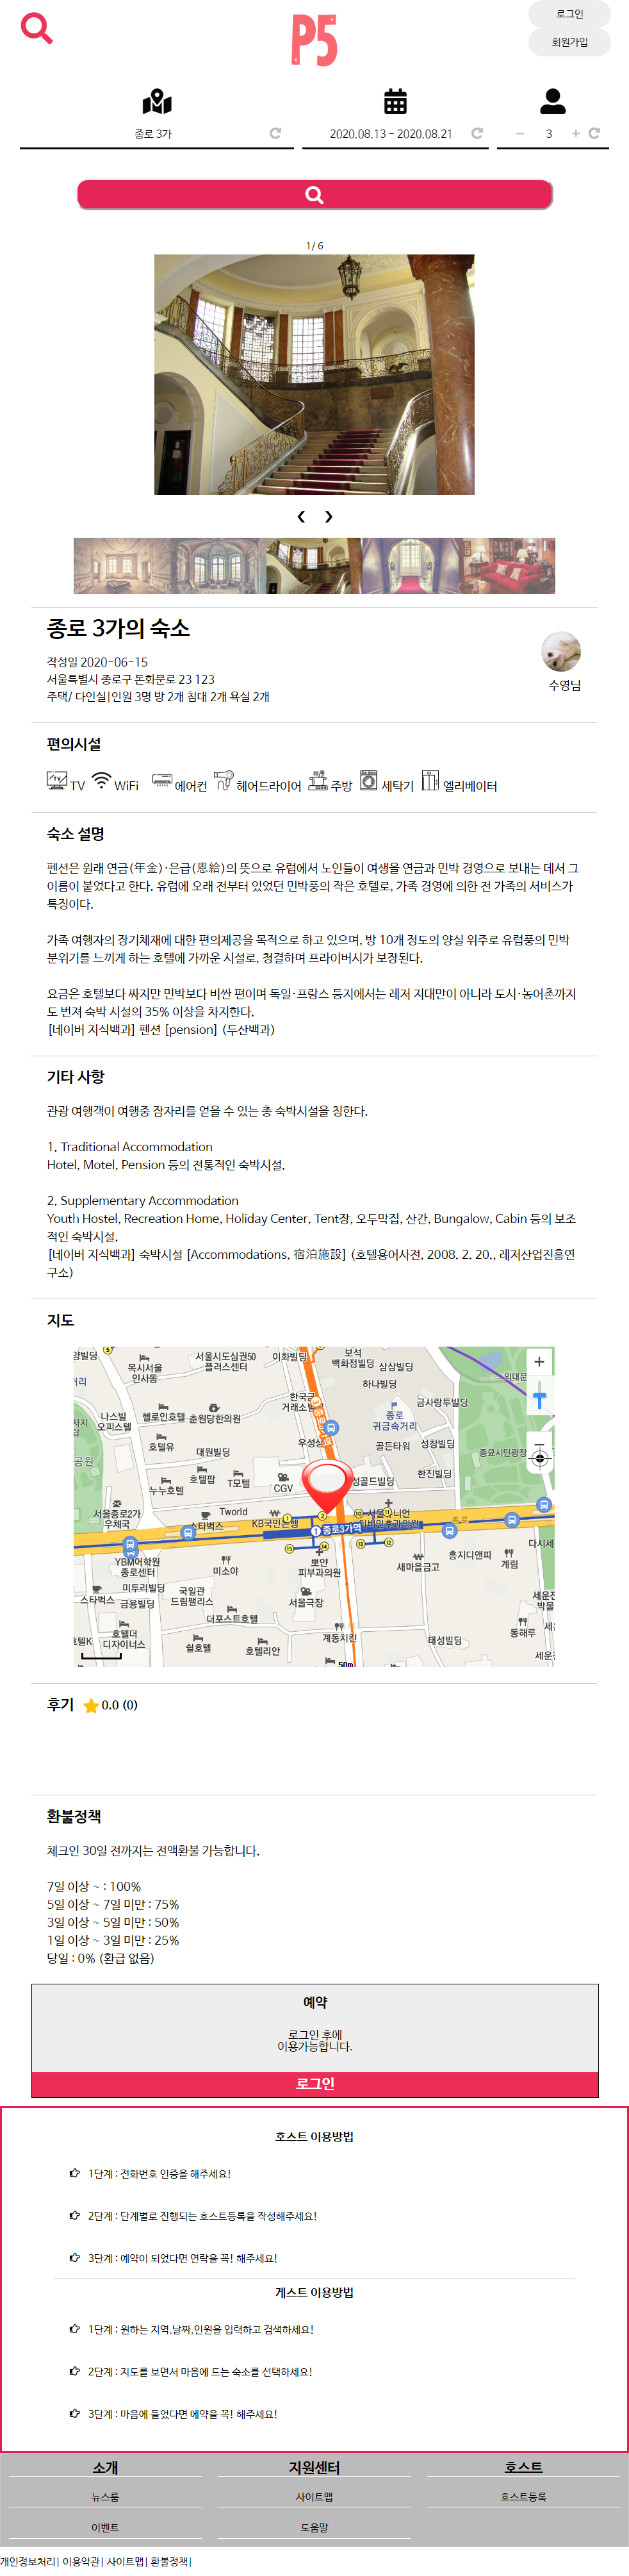 로그인
P5
회원가입
종로 3가
2020.08.13 - 2020.08.21
− 3 +
1/ 6
종로 3가의 숙소
작성일 2020-06-15
서울특별시 종로구 돈화문로 23 123
주택/ 다인실|인원 3명 방 2개 침대 2개 욕실 2개
수영님
편의시설
TV WiFi 에어컨 헤어드라이어 주방 세탁기 엘리베이터
숙소 설명
펜션은 원래 연금(年金)·은급(恩給)의 뜻으로 유럽에서 노인들이 여생을 연금과 민박 경영으로 보내는 데서 그
이름이 붙었다고 한다. 유럽에 오래 전부터 있었던 민박풍의 작은 호텔로, 가족 경영에 의한 전 가족의 서비스가
특징이다.
가족 여행자의 장기체재에 대한 편의제공을 목적으로 하고 있으며, 방 10개 정도의 양실 위주로 유럽풍의 민박
분위기를 느끼게 하는 호텔에 가까운 시설로, 청결하며 프라이버시가 보장된다.
요금은 호텔보다 싸지만 민박보다 비싼 편이며 독일·프랑스 등지에서는 레저 지대만이 아니라 도시·농어촌까지
도 번져 숙박 시설의 35% 이상을 차지한다.
[네이버 지식백과] 펜션 [pension] (두산백과)
기타 사항
관광 여행객이 여행중 잠자리를 얻을 수 있는 총 숙박시설을 칭한다.
1. Traditional Accommodation
Hotel, Motel, Pension 등의 전통적인 숙박시설.
2. Supplementary Accommodation
Youth Hostel, Recreation Home, Holiday Center, Tent장, 오두막집, 산간, Bungalow, Cabin 등의 보조
적인 숙박시설.
[네이버 지식백과] 숙박시설 [Accommodations, 宿泊施設] (호텔용어사전, 2008. 2. 20., 레저산업진흥연
구소)
지도
양빌딩
목시서울
인사동
서울시도심권50
플러스센터
이화빌딩
보석
백화점빌딩
삼삼빌딩
하나빌딩
나스빌
오피스텔
헬로인호텔
춘원당한의원
한국금
거래소빌
종로
귀금속거리
금사랑투빌딩
호텔유
대원빌딩
우성상
골든타워
성창빌딩
종묘시민광장
공원
누누호텔
호텔팝
T모텔
CGV
성골드빌딩
한진빌딩
서울종로2가
우체국
스타벅스
Tworld
KB국민은행
종로3가역
YBM어학원
종로센터
미소야
뽀얀
피부과의원
새마을금고
흥지디앤피
계림
다시세
스타벅스
미투리빌딩
금용빌딩
국일관
드림팰리스
서울극장
더포스트호텔
호텔K
호텔더
디자이너스
쉴호텔
호텔리안
계동치킨
태성빌딩
동해루
50m
후기 0.0 (0)
환불정책
체크인 30일 전까지는 전액환불 가능합니다.
7일 이상 ~ : 100%
5일 이상 ~ 7일 미만 : 75%
3일 이상 ~ 5일 미만 : 50%
1일 이상 ~ 3일 미만 : 25%
당일 : 0% (환급 없음)
예약
로그인 후에
이용가능합니다.
로그인
호스트 이용방법
1단계 : 전화번호 인증을 해주세요!
2단계 : 단계별로 진행되는 호스트등록을 작성해주세요!
3단계 : 예약이 되었다면 연락을 꼭! 해주세요!
게스트 이용방법
1단계 : 원하는 지역,날짜,인원을 입력하고 검색하세요!
2단계 : 지도를 보면서 마음에 드는 숙소를 선택하세요!
3단계 : 마음에 들었다면 예약을 꼭! 해주세요!
소개 지원센터 호스트
뉴스룸 사이트맵 호스트등록
이벤트 도움말
개인정보처리| 이용약관| 사이트맵| 환불정책|